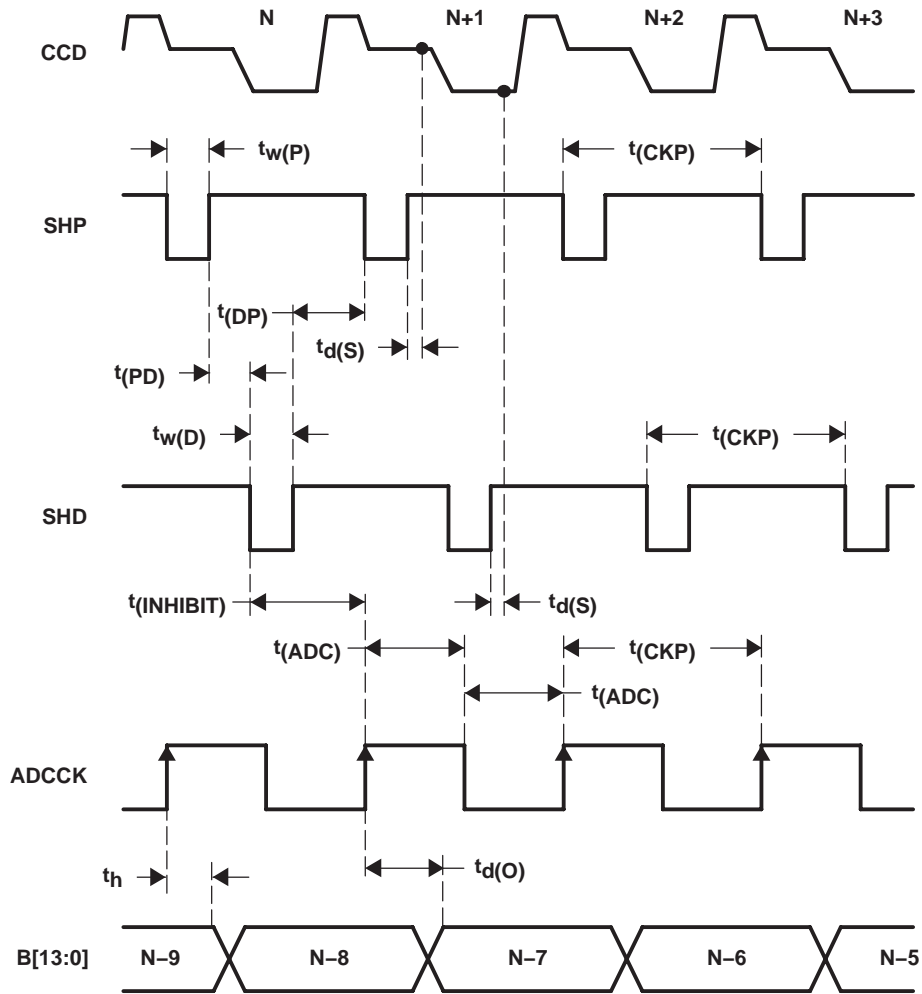 N N+1 N+2 N+3
CCD
tw(P) t(CKP)
SHP
t(DP)
td(S)
t(PD)
tw(D) t(CKP)
SHD
t(INHIBIT) td(S)
t(ADC) t(CKP)
t(ADC)
ADCCK
th td(O)
B[13:0] N–9 N–8 N–7 N–6 N–5